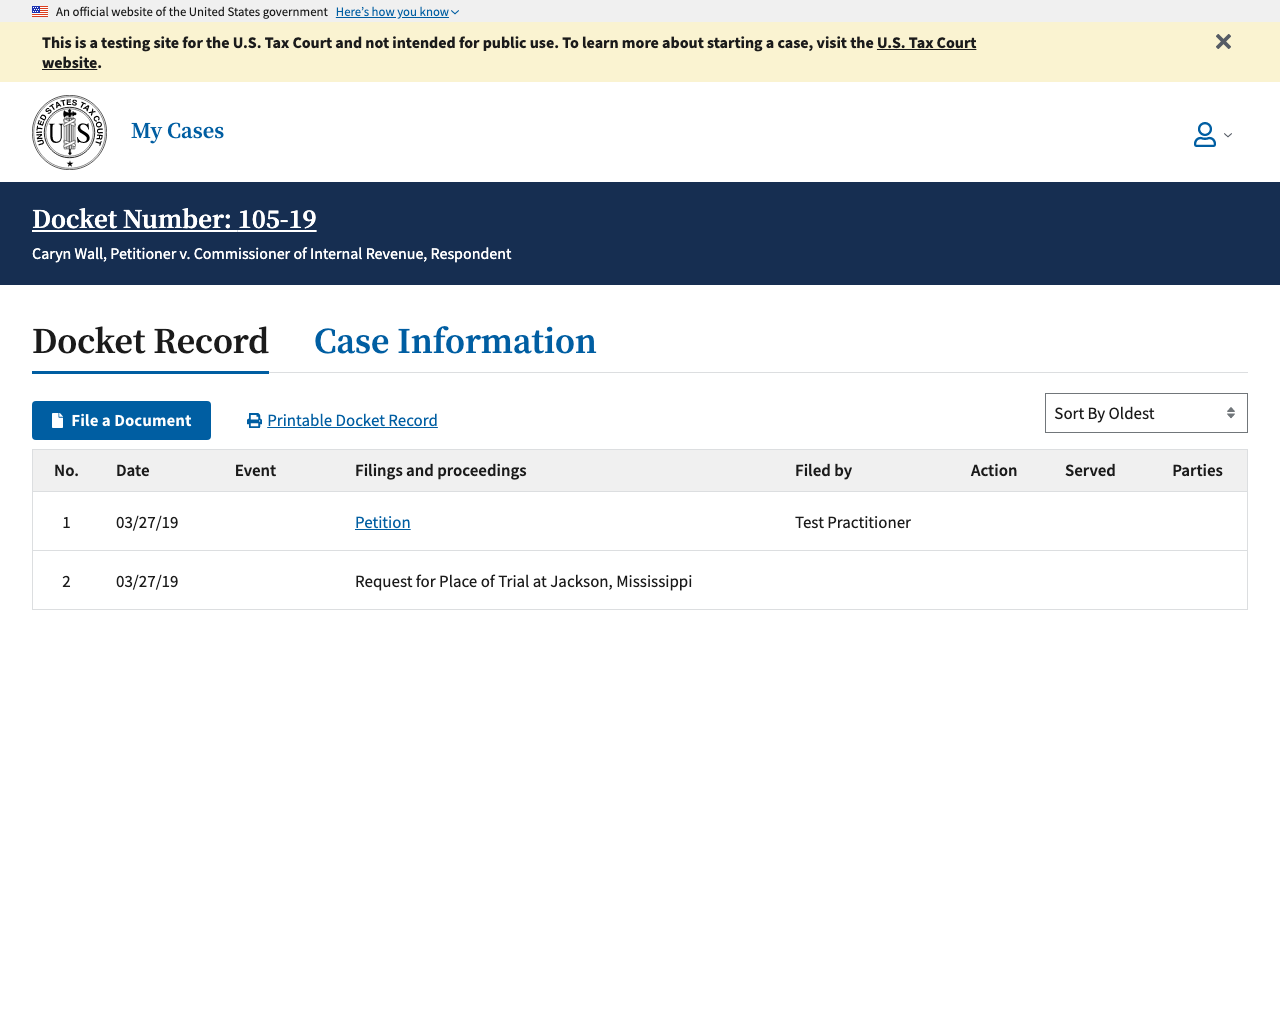 An official website of the United States government Here's how you know
This is a testing site for the U.S. Tax Court and not intended for public use. To learn more about starting a case, visit the U.S. Tax Court
website.
UNITED STATES TAX COURT
US
My Cases
Docket Number: 105-19
Caryn Wall, Petitioner v. Commissioner of Internal Revenue, Respondent
Docket Record Case Information
File a Document Printable Docket Record Sort By Oldest
No. Date Event Filings and proceedings Filed by Action Served Parties
1 03/27/19 Petition Test Practitioner
2 03/27/19 Request for Place of Trial at Jackson, Mississippi